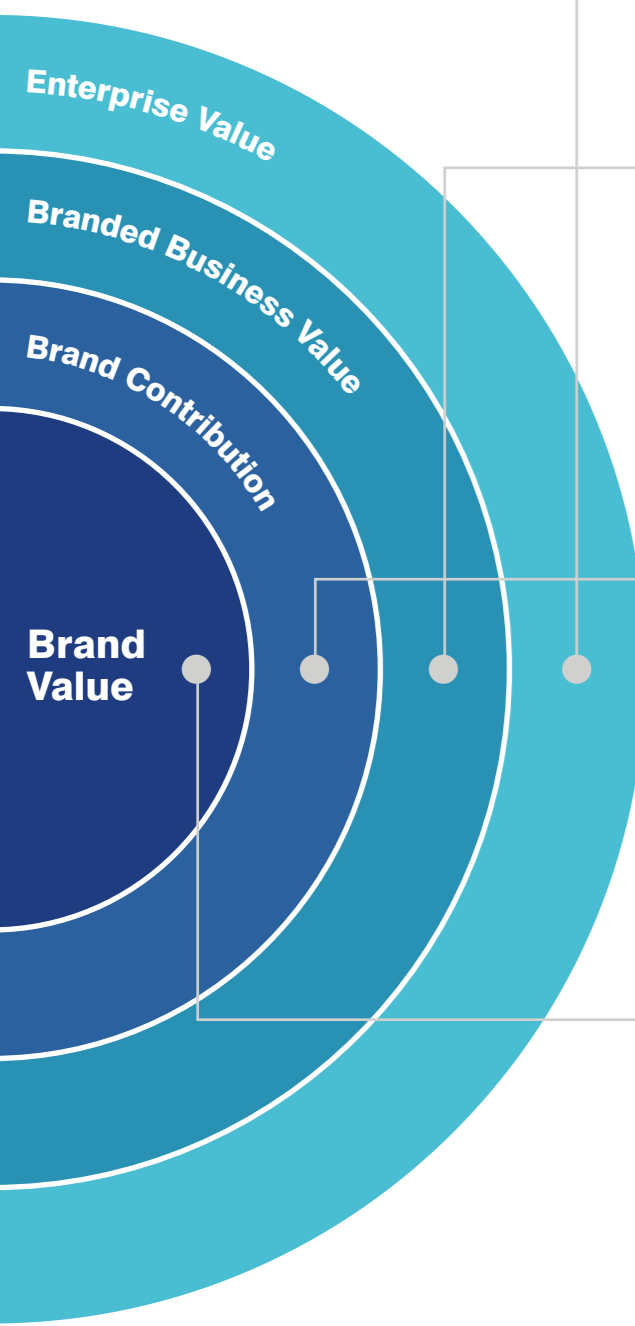 Enterprise Value
Branded Business Value
Brand Contribution
Brand
Value